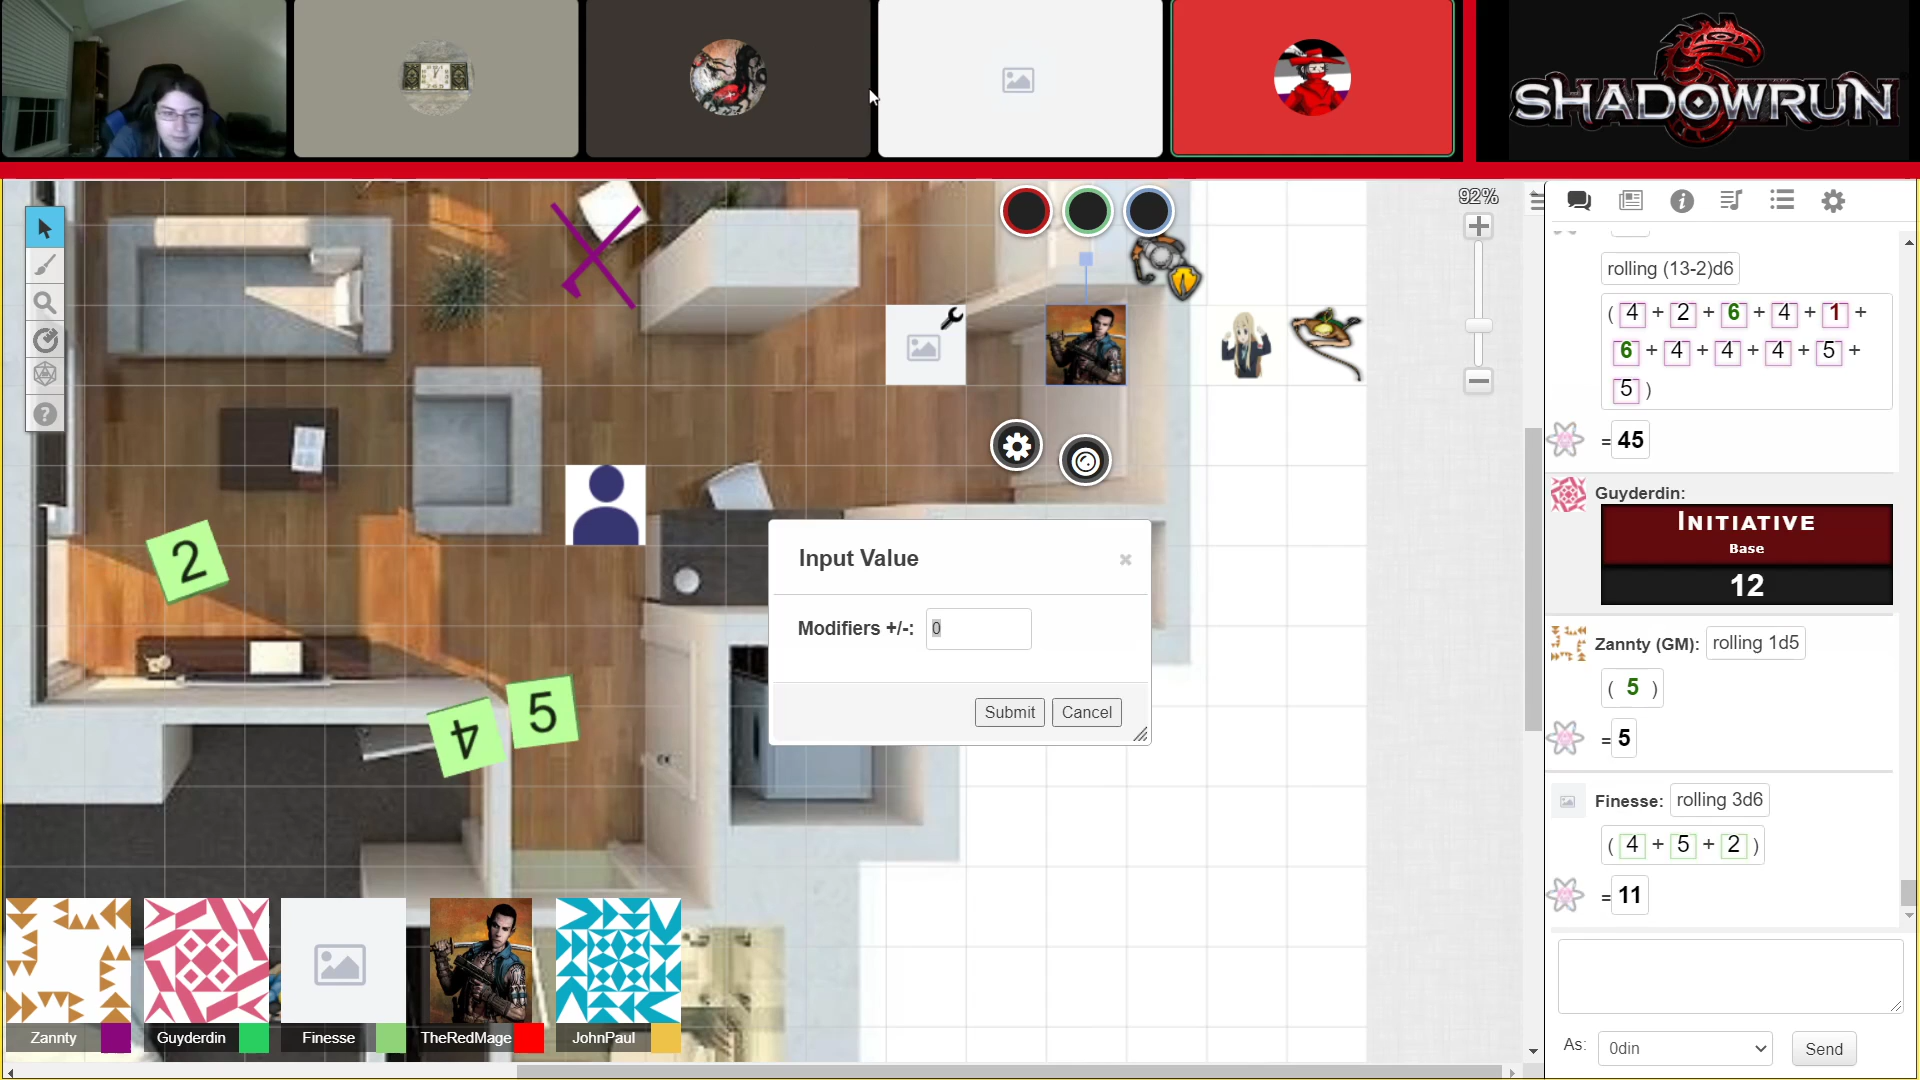 SHADOWRUN
92%
rolling (13-2)d6
( 4 + 2 + 6 + 4 + 1 +
6 + 4 + 4 + 4 + 5 +
5 )
=45
Guyderdin:
INITIATIVE
Base
12
Zannty (GM): rolling 1d5
( 5 )
=5
Finesse: rolling 3d6
( 4 + 5 + 2 )
=11
As: 0din
Send
Input Value
Modifiers +/-: 0
Submit Cancel
2
4
5
Zannty
Guyderdin
Finesse
TheRedMage
JohnPaul